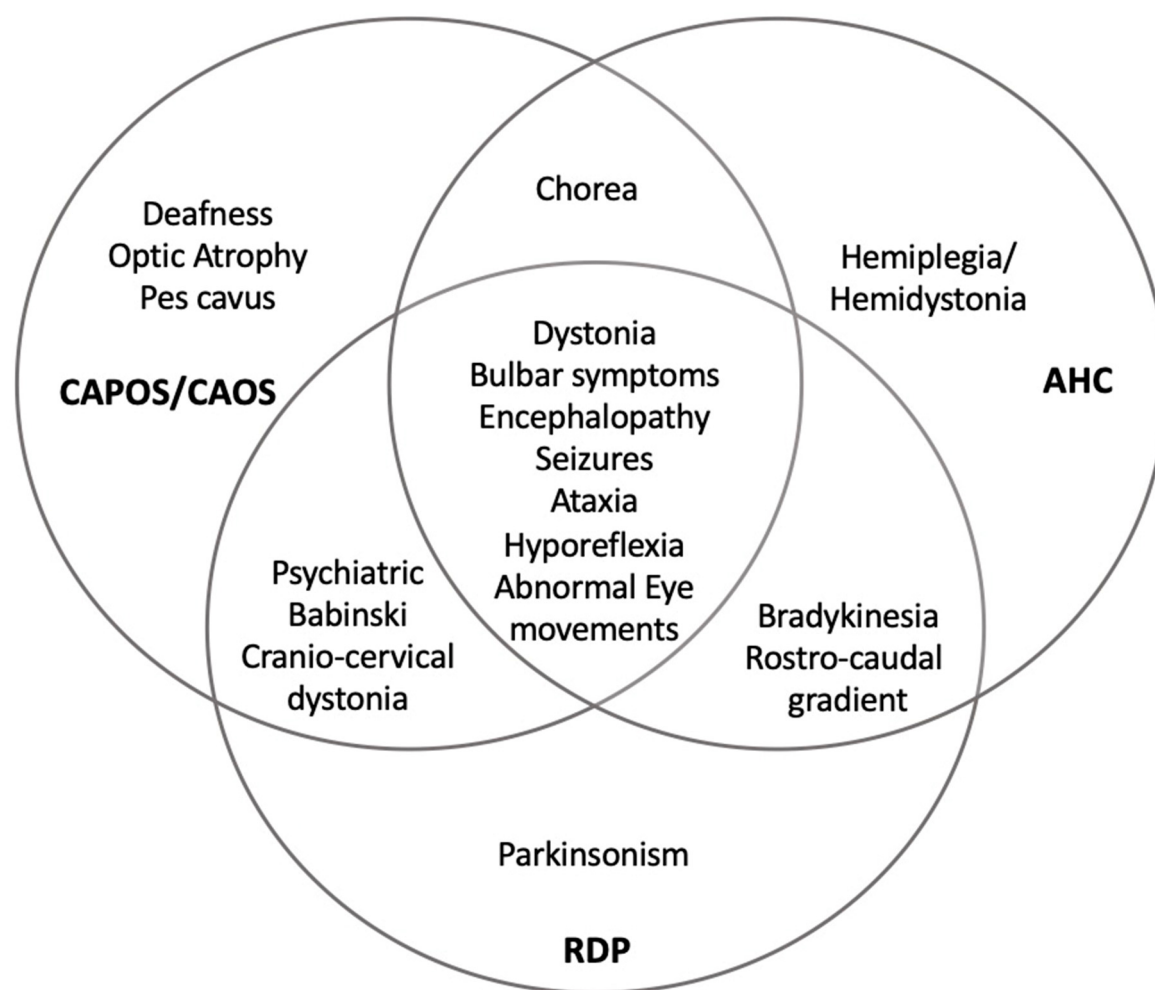 Chorea
Deafness
Optic Atrophy
Pes cavus
CAPOS/CAOS
Hemiplegia/
Hemidystonia
AHC
Dystonia
Bulbar symptoms
Encephalopathy
Seizures
Ataxia
Hyporeflexia
Abnormal Eye
movements
Psychiatric
Babinski
Cranio-cervical
dystonia
Bradykinesia
Rostro-caudal
gradient
Parkinsonism
RDP